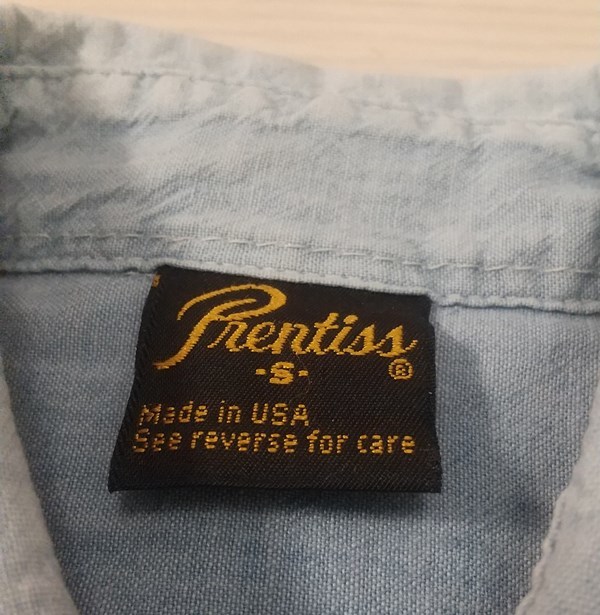 Prentiss
-S- ®
Made in USA
See reverse for care